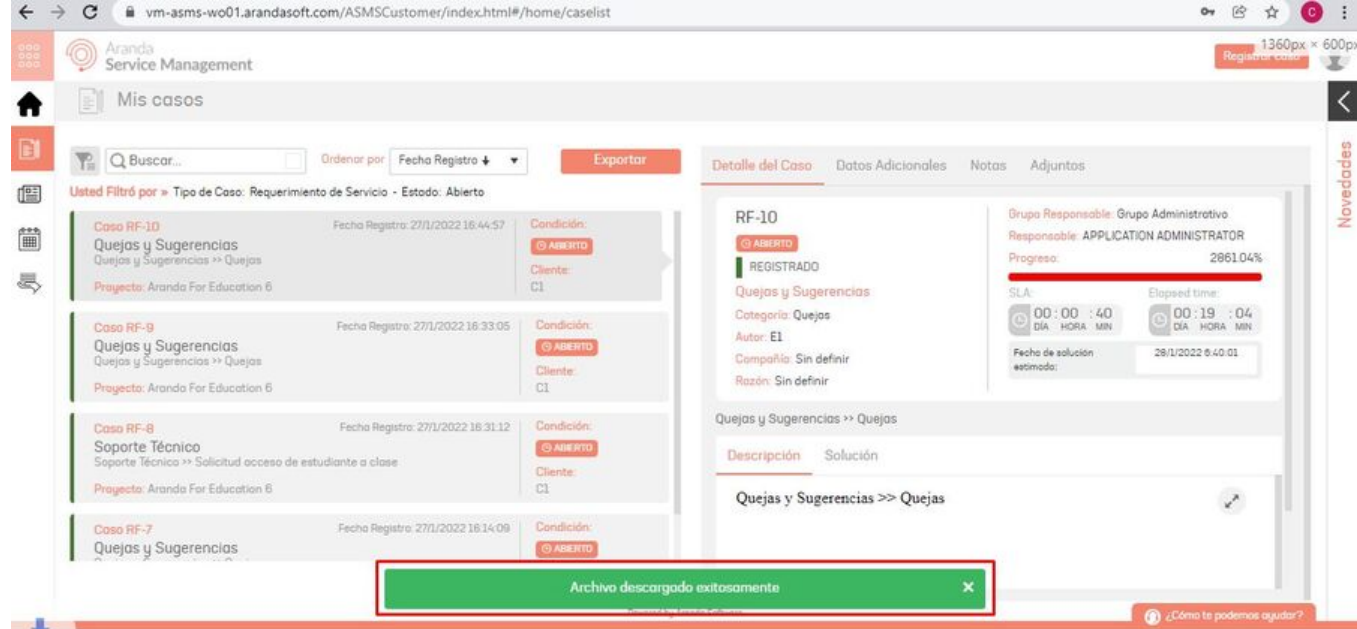 vm-asms-wo01.arandasoft.com/ASMSCustomer/index.html#/home/caselist
C
1360px × 600px
Aranda
Service Management
Registrar caso
Mis casos
Buscar...
Ordenar por
Fecha Registro
Exportar
Usted Filtró por » Tipo de Caso: Requerimiento de Servicio - Estado: Abierto
Caso RF-10
Fecha Registro: 27/1/2022 16:44:57
Quejas y Sugerencias
Quejas y Sugerencias >> Quejas
Proyecto: Aranda For Education 6
Condición:
ABIERTO
Cliente:
C1
Caso RF-9
Fecha Registro: 27/1/2022 16:33:05
Quejas y Sugerencias
Quejas y Sugerencias >> Quejas
Proyecto: Aranda For Education 6
Condición:
ABIERTO
Cliente:
C1
Caso RF-8
Fecha Registro: 27/1/2022 16:31:12
Soporte Técnico
Soporte Técnico >> Solicitud acceso de estudiante a clase
Proyecto: Aranda For Education 6
Condición:
ABIERTO
Cliente:
C1
Caso RF-7
Fecha Registro: 27/1/2022 16:14:09
Quejas y Sugerencias
Condición:
ABIERTO
Detalle del Caso
Datos Adicionales
Notas
Adjuntos
RF-10
ABIERTO
REGISTRADO
Quejas y Sugerencias
Categoría: Quejas
Autor: E1
Compañía: Sin definir
Razón: Sin definir
Grupo Responsable: Grupo Administrativo
Responsable: APPLICATION ADMINISTRATOR
Progreso: 2861.04%
SLA:
00 : 00 : 40
DÍA HORA MIN
Elapsed time:
00 : 19 : 04
DÍA HORA MIN
Fecha de solución estimada:
28/1/2022 6:40:01
Quejas y Sugerencias >> Quejas
Descripción
Solución
Quejas y Sugerencias >> Quejas
Novedades
Archivo descargado exitosamente
Powered by Aranda Software
¿Cómo te podemos ayudar?